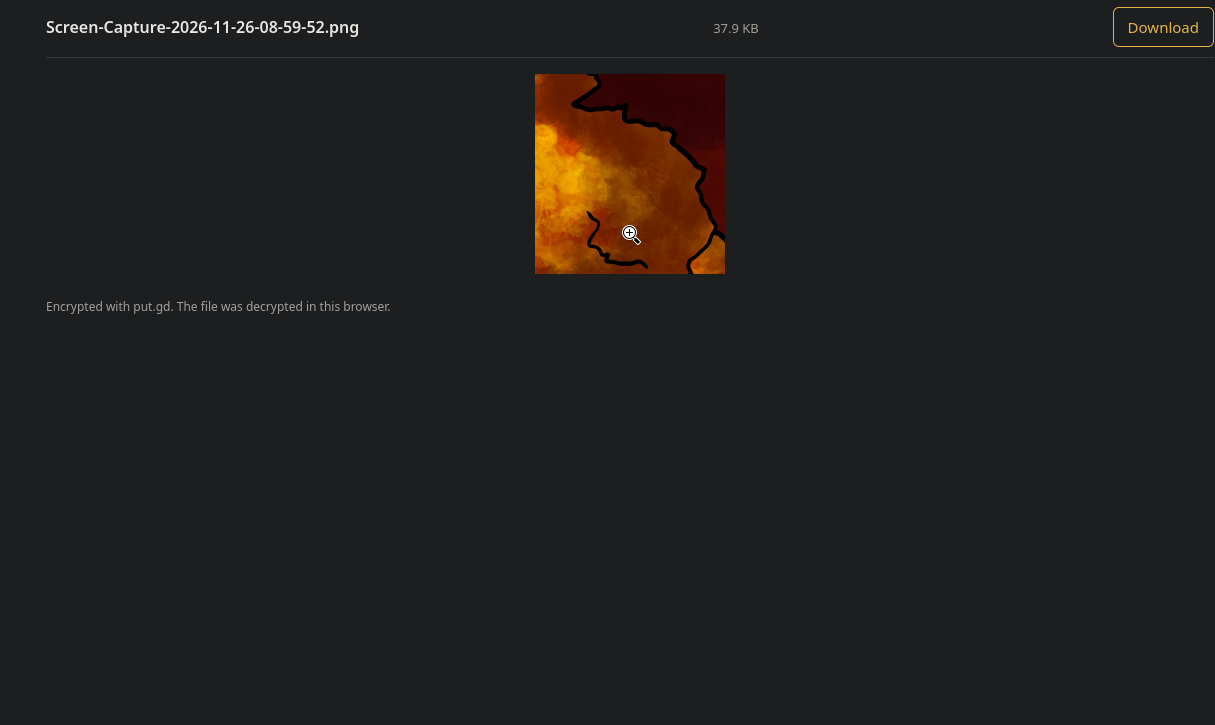 Screen-Capture-2026-11-26-08-59-52.png
37.9 KB
Download
Encrypted with put.gd. The file was decrypted in this browser.